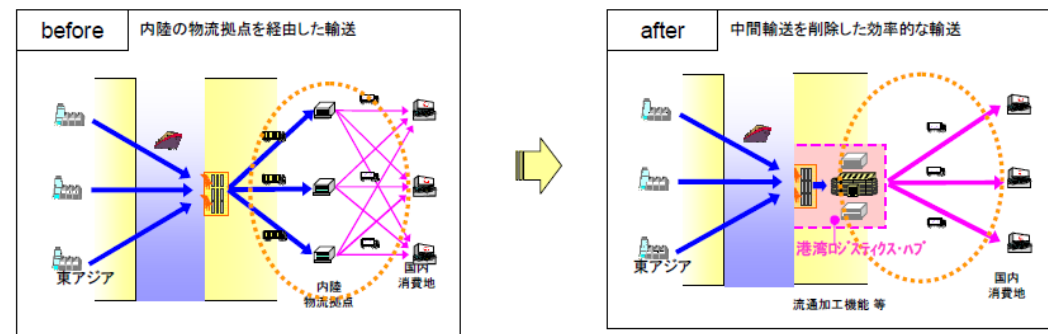 before
内陸の物流拠点を経由した輸送
東アジア
内陸
物流拠点
国内
消費地
after
中間輸送を削除した効率的な輸送
港湾ﾛｼﾞｽﾃｨｸｽ・ﾊﾌﾞ
東アジア
流通加工機能 等
国内
消費地